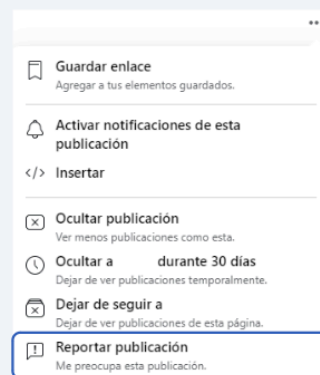 Guardar enlace
Agregar a tus elementos guardados.
Activar notificaciones de esta
publicación
</> Insertar
Ocultar publicación
Ver menos publicaciones como esta.
Ocultar a durante 30 días
Dejar de ver publicaciones temporalmente.
Dejar de seguir a
Dejar de ver publicaciones de esta página.
Reportar publicación
Me preocupa esta publicación.